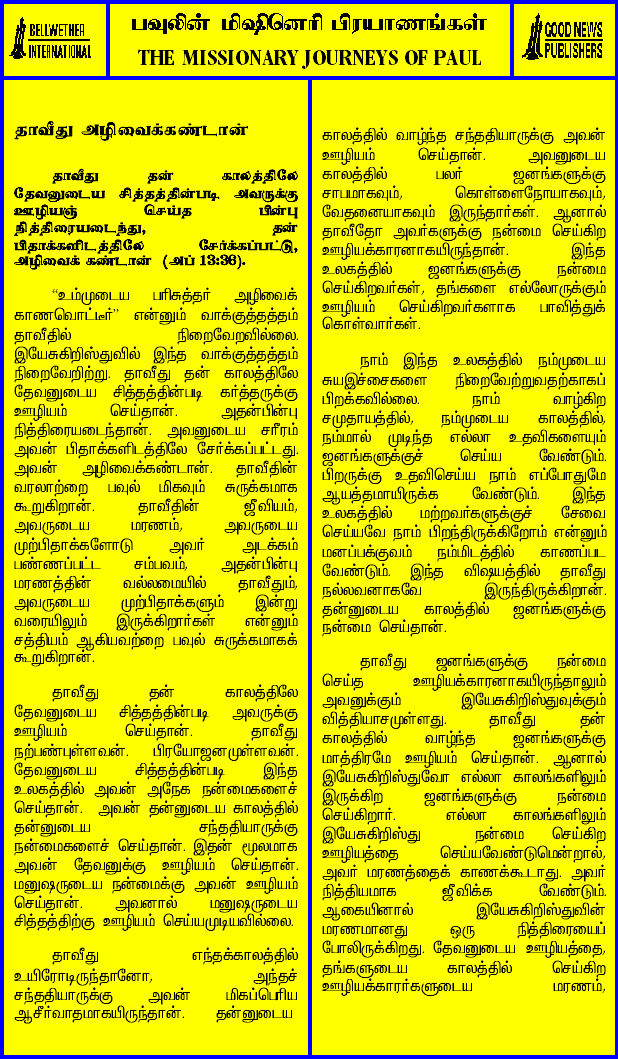 BELLWETHER
INTERNATIONAL
பவுலின் மிஷினெரி பிரயாணங்கள்
THE MISSIONARY JOURNEYS OF PAUL
GOOD NEWS
PUBLISHERS
தாவீது அழிவைக்கண்டான்
தாவீது தன் காலத்திலே
தேவனுடைய சித்தத்தின்படி அவருக்கு
ஊழியஞ் செய்த பின்பு
நித்திரையடைந்து, தன்
பிதாக்களிடத்திலே சேர்க்கப்பட்டு,
அழிவைக் கண்டான் (அப் 13:36).
“உம்முடைய பரிசுத்தர் அழிவைக்
காணவொட்டீர்” என்னும் வாக்குத்தத்தம்
தாவீதில் நிறைவேறவில்லை.
இயேசுகிறிஸ்துவில் இந்த வாக்குத்தத்தம்
நிறைவேறிற்று. தாவீது தன் காலத்திலே
தேவனுடைய சித்தத்தின்படி கர்த்தருக்கு
ஊழியம் செய்தான். அதன்பின்பு
நித்திரையடைந்தான். அவனுடைய சரீரம்
அவன் பிதாக்களிடத்திலே சேர்க்கப்பட்டது.
அவன் அழிவைக்கண்டான். தாவீதின்
வரலாற்றை பவுல் மிகவும் சுருக்கமாக
கூறுகிறான். தாவீதின் ஜீவியம்,
அவருடைய மரணம், அவருடைய
முற்பிதாக்களோடு அவர் அடக்கம்
பண்ணப்பட்ட சம்பவம், அதன்பின்பு
மரணத்தின் வல்லமையில் தாவீதும்,
அவருடைய முற்பிதாக்களும் இன்று
வரையிலும் இருக்கிறார்கள் என்னும்
சத்தியம் ஆகியவற்றை பவுல் சுருக்கமாகக்
கூறுகிறான்.
தாவீது தன் காலத்திலே
தேவனுடைய சித்தத்தின்படி அவருக்கு
ஊழியம் செய்தான். தாவீது
நற்பண்புள்ளவன். பிரயோஜனமுள்ளவன்.
தேவனுடைய சித்தத்தின்படி இந்த
உலகத்தில் அவன் அநேக நன்மைகளைச்
செய்தான். அவன் தன்னுடைய காலத்தில்
தன்னுடைய சந்ததியாருக்கு
நன்மைகளைச் செய்தான். இதன் மூலமாக
அவன் தேவனுக்கு ஊழியம் செய்தான்.
மனுஷருடைய நன்மைக்கு அவன் ஊழியம்
செய்தான். அவனால் மனுஷருடைய
சித்தத்திற்கு ஊழியம் செய்யமுடியவில்லை.
தாவீது எந்தக்காலத்தில்
உயிரோடிருந்தானோ, அந்தச்
சந்ததியாருக்கு அவன் மிகப்பெரிய
ஆசீர்வாதமாகயிருந்தான். தன்னுடைய
காலத்தில் வாழ்ந்த சந்ததியாருக்கு அவன்
ஊழியம் செய்தான். அவனுடைய
காலத்தில் பலர் ஜனங்களுக்கு
சாபமாகவும், கொள்ளைநோயாகவும்,
வேதனையாகவும் இருந்தார்கள். ஆனால்
தாவீதோ அவர்களுக்கு நன்மை செய்கிற
ஊழியக்காரனாகயிருந்தான். இந்த
உலகத்தில் ஜனங்களுக்கு நன்மை
செய்கிறவர்கள், தங்களை எல்லோருக்கும்
ஊழியம் செய்கிறவர்களாக பாவித்துக்
கொள்வார்கள்.
நாம் இந்த உலகத்தில் நம்முடைய
சுயஇச்சைகளை நிறைவேற்றுவதற்காகப்
பிறக்கவில்லை. நாம் வாழ்கிற
சமுதாயத்தில், நம்முடைய காலத்தில்,
நம்மால் முடிந்த எல்லா உதவிகளையும்
ஜனங்களுக்குச் செய்ய வேண்டும்.
பிறருக்கு உதவிசெய்ய நாம் எப்போதுமே
ஆயத்தமாயிருக்க வேண்டும். இந்த
உலகத்தில் மற்றவர்களுக்குச் சேவை
செய்யவே நாம் பிறந்திருக்கிறோம் என்னும்
மனப்பக்குவம் நம்மிடத்தில் காணப்பட
வேண்டும். இந்த விஷயத்தில் தாவீது
நல்லவனாகவே இருந்திருக்கிறான்.
தன்னுடைய காலத்தில் ஜனங்களுக்கு
நன்மை செய்தான்.
தாவீது ஜனங்களுக்கு நன்மை
செய்த ஊழியக்காரனாகயிருந்தாலும்
அவனுக்கும் இயேசுகிறிஸ்துவுக்கும்
வித்தியாசமுள்ளது. தாவீது தன்
காலத்தில் வாழ்ந்த ஜனங்களுக்கு
மாத்திரமே ஊழியம் செய்தான். ஆனால்
இயேசுகிறிஸ்துவோ எல்லா காலங்களிலும்
இருக்கிற ஜனங்களுக்கு நன்மை
செய்கிறார். எல்லா காலங்களிலும்
இயேசுகிறிஸ்து நன்மை செய்கிற
ஊழியத்தை செய்யவேண்டுமென்றால்,
அவர் மரணத்தைக் காணக்கூடாது. அவர்
நித்தியமாக ஜீவிக்க வேண்டும்.
ஆகையினால் இயேசுகிறிஸ்துவின்
மரணமானது ஒரு நித்திரையைப்
போலிருக்கிறது. தேவனுடைய ஊழியத்தை,
தங்களுடைய காலத்தில் செய்கிற
ஊழியக்காரர்களுடைய மரணம்,